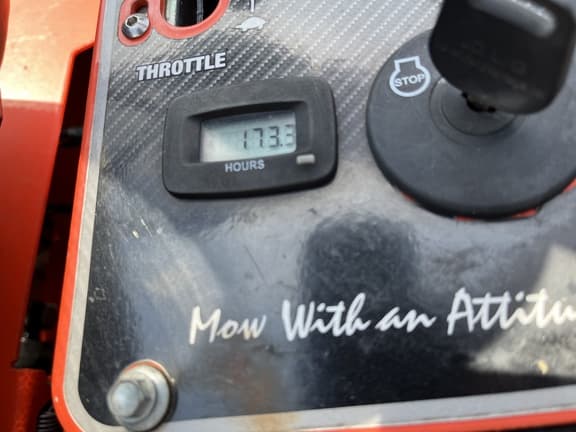 THROTTLE
STOP
173.3
HOURS
Mow With an Attitu